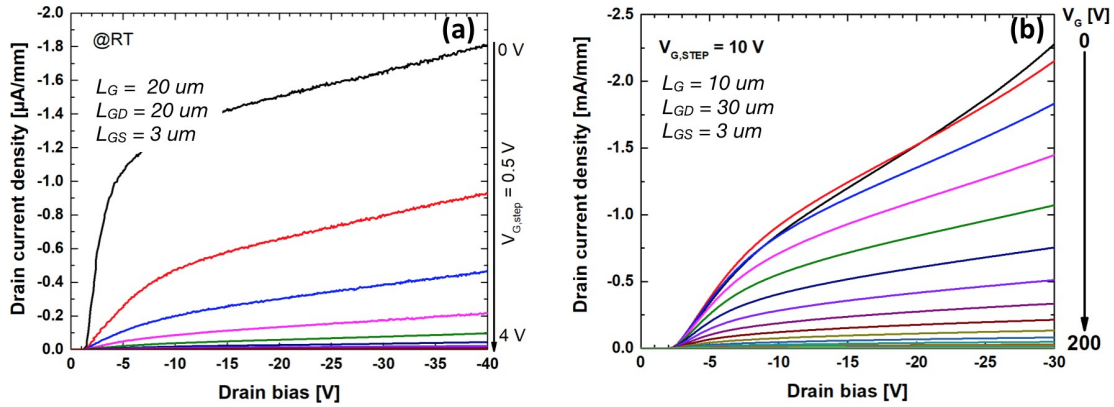 (a)
@RT
L_G = 20 um
L_GD = 20 um
L_GS = 3 um
0 V
V_G,step = 0.5 V
4 V
Drain current density [µA/mm]
-1.8
-1.6
-1.4
-1.2
-1.0
-0.8
-0.6
-0.4
-0.2
0.0
0 -5 -10 -15 -20 -25 -30 -35 -40
Drain bias [V]
(b)
V_G [V]
0
V_G,STEP = 10 V
L_G = 10 um
L_GD = 30 um
L_GS = 3 um
200
Drain current density [mA/mm]
-2.5
-2.0
-1.5
-1.0
-0.5
0.0
0 -5 -10 -15 -20 -25 -30
Drain bias [V]